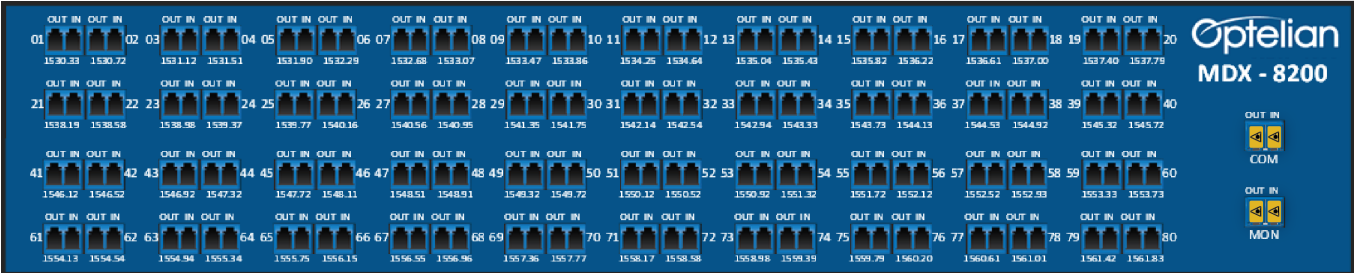 OUT IN OUT IN OUT IN OUT IN OUT IN OUT IN OUT IN OUT IN OUT IN OUT IN OUT IN OUT IN OUT IN OUT IN OUT IN OUT IN OUT IN OUT IN OUT IN OUT IN
01 02 03 04 05 06 07 08 09 10 11 12 13 14 15 16 17 18 19 20
1530.33 1530.72 1531.12 1531.51 1531.90 1532.29 1532.68 1533.07 1533.47 1533.86 1534.25 1534.64 1535.04 1535.43 1535.82 1536.22 1536.61 1537.00 1537.40 1537.79
OUT IN OUT IN OUT IN OUT IN OUT IN OUT IN OUT IN OUT IN OUT IN OUT IN OUT IN OUT IN OUT IN OUT IN OUT IN OUT IN OUT IN OUT IN OUT IN OUT IN
21 22 23 24 25 26 27 28 29 30 31 32 33 34 35 36 37 38 39 40
1538.19 1538.58 1538.98 1539.37 1539.77 1540.16 1540.56 1540.95 1541.35 1541.75 1542.14 1542.54 1542.94 1543.33 1543.73 1544.13 1544.53 1544.92 1545.32 1545.72
OUT IN OUT IN OUT IN OUT IN OUT IN OUT IN OUT IN OUT IN OUT IN OUT IN OUT IN OUT IN OUT IN OUT IN OUT IN OUT IN OUT IN OUT IN OUT IN OUT IN
41 42 43 44 45 46 47 48 49 50 51 52 53 54 55 56 57 58 59 60
1546.12 1546.52 1546.92 1547.32 1547.72 1548.11 1548.51 1548.91 1549.32 1549.72 1550.12 1550.52 1550.92 1551.32 1551.72 1552.12 1552.52 1552.93 1553.33 1553.73
OUT IN OUT IN OUT IN OUT IN OUT IN OUT IN OUT IN OUT IN OUT IN OUT IN OUT IN OUT IN OUT IN OUT IN OUT IN OUT IN OUT IN OUT IN OUT IN OUT IN
61 62 63 64 65 66 67 68 69 70 71 72 73 74 75 76 77 78 79 80
1554.13 1554.54 1554.94 1555.34 1555.75 1556.15 1556.55 1556.96 1557.36 1557.77 1558.17 1558.58 1558.98 1559.39 1559.79 1560.20 1560.61 1561.01 1561.42 1561.83
Optelian
MDX - 8200
OUT IN
COM
OUT IN
MON